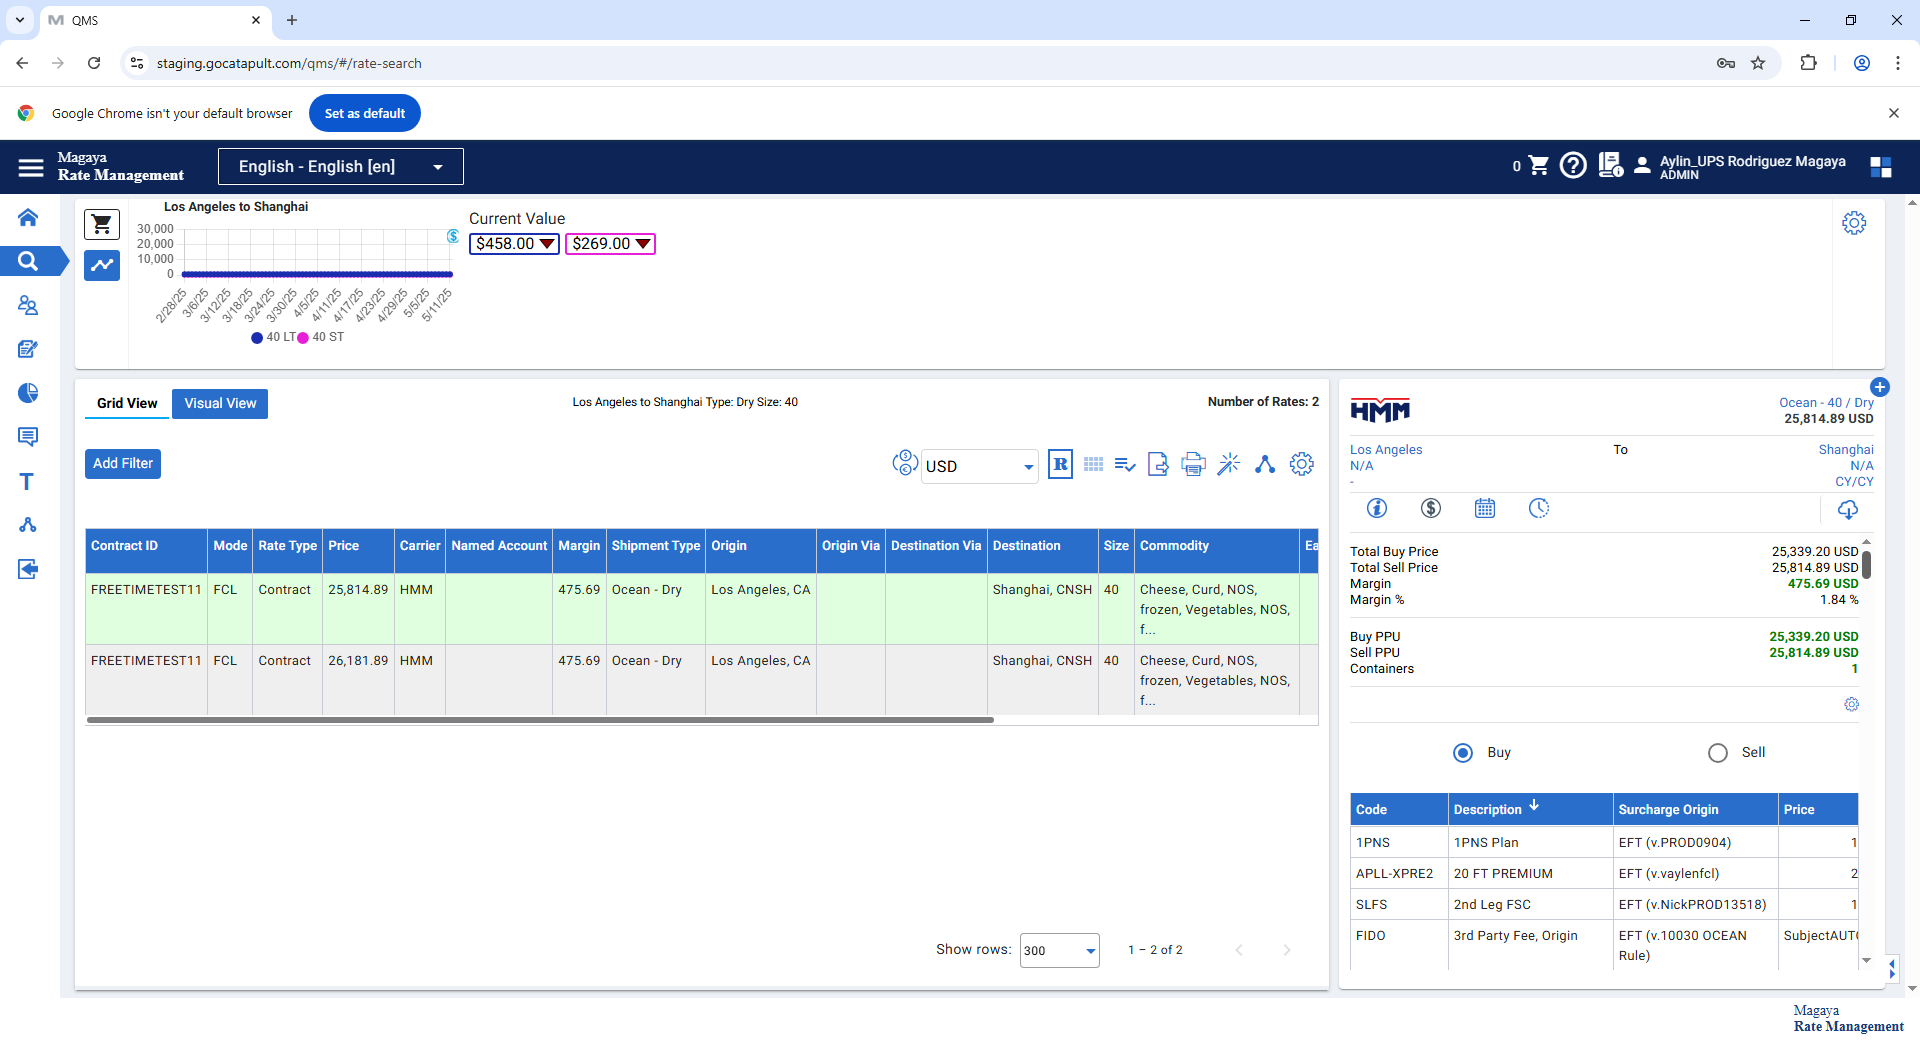 QMS
staging.gocatapult.com/qms/#/rate-search
Google Chrome isn't your default browser
Set as default
Magaya
Rate Management
English - English [en]
0
Aylin_UPS Rodriguez Magaya
ADMIN
Los Angeles to Shanghai
30,000
20,000
10,000
0
2/28/25 3/6/25 3/12/25 3/18/25 3/24/25 3/30/25 4/5/25 4/11/25 4/17/25 4/23/25 4/29/25 5/5/25 5/11/25
40 LT 40 ST
Current Value
$458.00 $269.00
Grid View Visual View
Los Angeles to Shanghai Type: Dry Size: 40
Number of Rates: 2
Add Filter
USD
R
Contract ID Mode Rate Type Price Carrier Named Account Margin Shipment Type Origin Origin Via Destination Via Destination Size Commodity Ea
FREETIMETEST11 FCL Contract 25,814.89 HMM 475.69 Ocean - Dry Los Angeles, CA Shanghai, CNSH 40 Cheese, Curd, NOS,
frozen, Vegetables, NOS,
f...
FREETIMETEST11 FCL Contract 26,181.89 HMM 475.69 Ocean - Dry Los Angeles, CA Shanghai, CNSH 40 Cheese, Curd, NOS,
frozen, Vegetables, NOS,
f...
Show rows: 300 1 – 2 of 2
HMM
Ocean - 40 / Dry
25,814.89 USD
Los Angeles To Shanghai
N/A N/A
- CY/CY
Total Buy Price 25,339.20 USD
Total Sell Price 25,814.89 USD
Margin 475.69 USD
Margin % 1.84 %
Buy PPU 25,339.20 USD
Sell PPU 25,814.89 USD
Containers 1
Buy Sell
Code Description Surcharge Origin Price
1PNS 1PNS Plan EFT (v.PROD0904) 1
APLL-XPRE2 20 FT PREMIUM EFT (v.vaylenfcl) 2
SLFS 2nd Leg FSC EFT (v.NickPROD13518) 1
FIDO 3rd Party Fee, Origin EFT (v.10030 OCEAN SubjectAUT
Rule)
Magaya
Rate Management